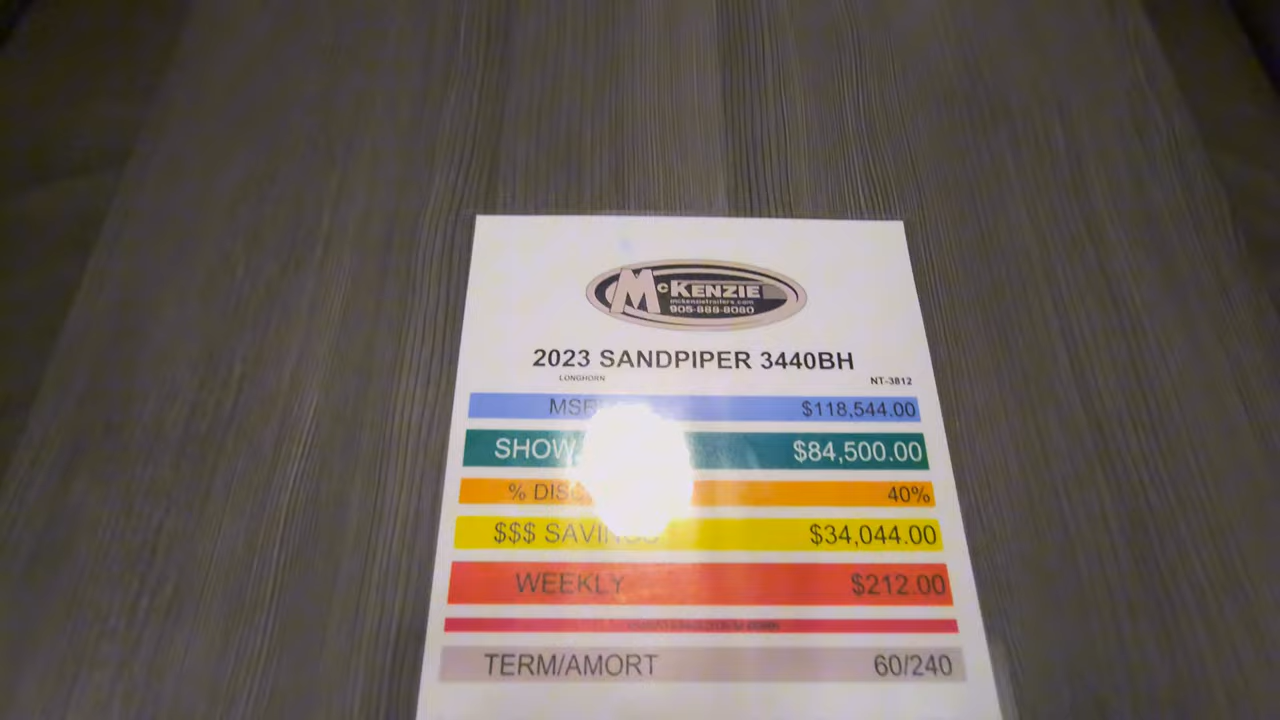 McKENZIE
mckenzietrailers.com
905-888-8080
2023 SANDPIPER 3440BH
LONGHORN NT-3812
MSR $118,544.00
SHOW $84,500.00
% DISC 40%
$$$ SAVINGS $34,044.00
WEEKLY $212.00
TERM/AMORT 60/240